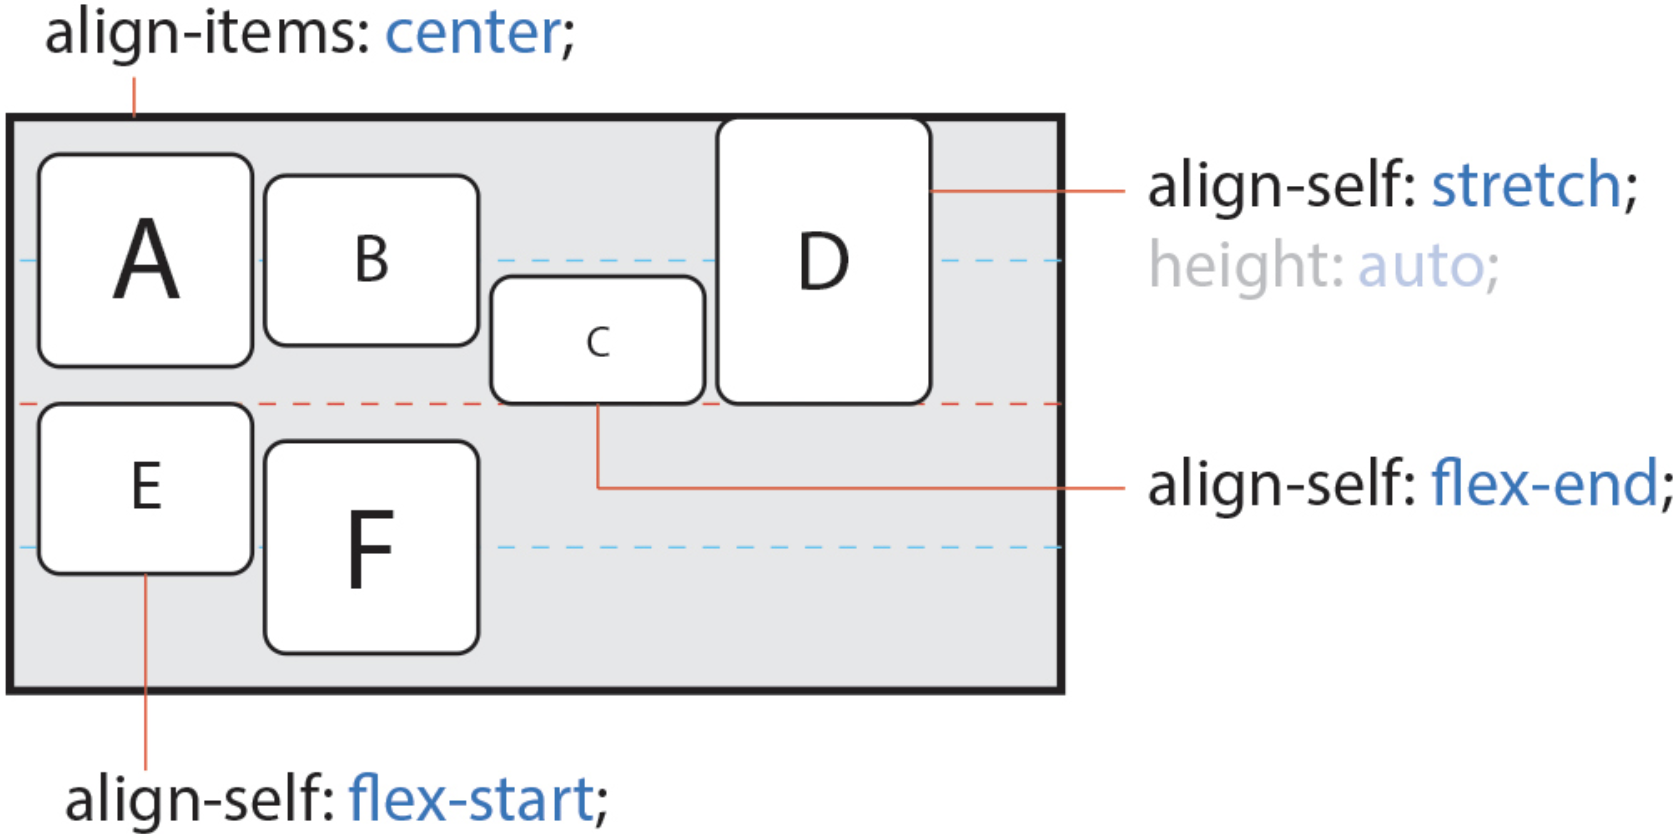 align-items: center;
A
B
C
D
align-self: stretch;
height: auto;
E
F
align-self: flex-end;
align-self: flex-start;